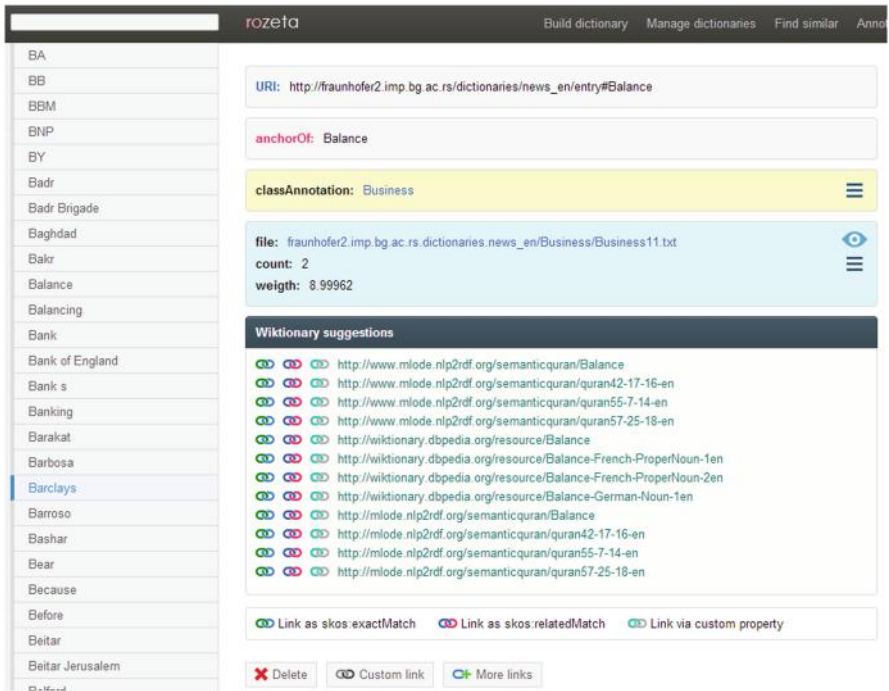 rozeta
Build dictionary Manage dictionaries Find similar Annot
BA
BB
BBM
BNP
BY
Badr
Badr Brigade
Baghdad
Bakr
Balance
Balancing
Bank
Bank of England
Bank s
Banking
Barakat
Barbosa
Barclays
Barroso
Bashar
Bear
Because
Before
Beitar
Beitar Jerusalem
URI: http://fraunhofer2.imp.bg.ac.rs/dictionaries/news_en/entry#Balance
anchorOf: Balance
classAnnotation: Business
file: fraunhofer2.imp.bg.ac.rs.dictionaries.news_en/Business/Business11.txt
count: 2
weigth: 8.99962
Wiktionary suggestions
http://www.mlode.nlp2rdf.org/semanticquran/Balance
http://www.mlode.nlp2rdf.org/semanticquran/quran42-17-16-en
http://www.mlode.nlp2rdf.org/semanticquran/quran55-7-14-en
http://www.mlode.nlp2rdf.org/semanticquran/quran57-25-18-en
http://wiktionary.dbpedia.org/resource/Balance
http://wiktionary.dbpedia.org/resource/Balance-French-ProperNoun-1en
http://wiktionary.dbpedia.org/resource/Balance-French-ProperNoun-2en
http://wiktionary.dbpedia.org/resource/Balance-German-Noun-1en
http://mlode.nlp2rdf.org/semanticquran/Balance
http://mlode.nlp2rdf.org/semanticquran/quran42-17-16-en
http://mlode.nlp2rdf.org/semanticquran/quran55-7-14-en
http://mlode.nlp2rdf.org/semanticquran/quran57-25-18-en
Link as skos:exactMatch Link as skos:relatedMatch Link via custom property
Delete Custom link More links